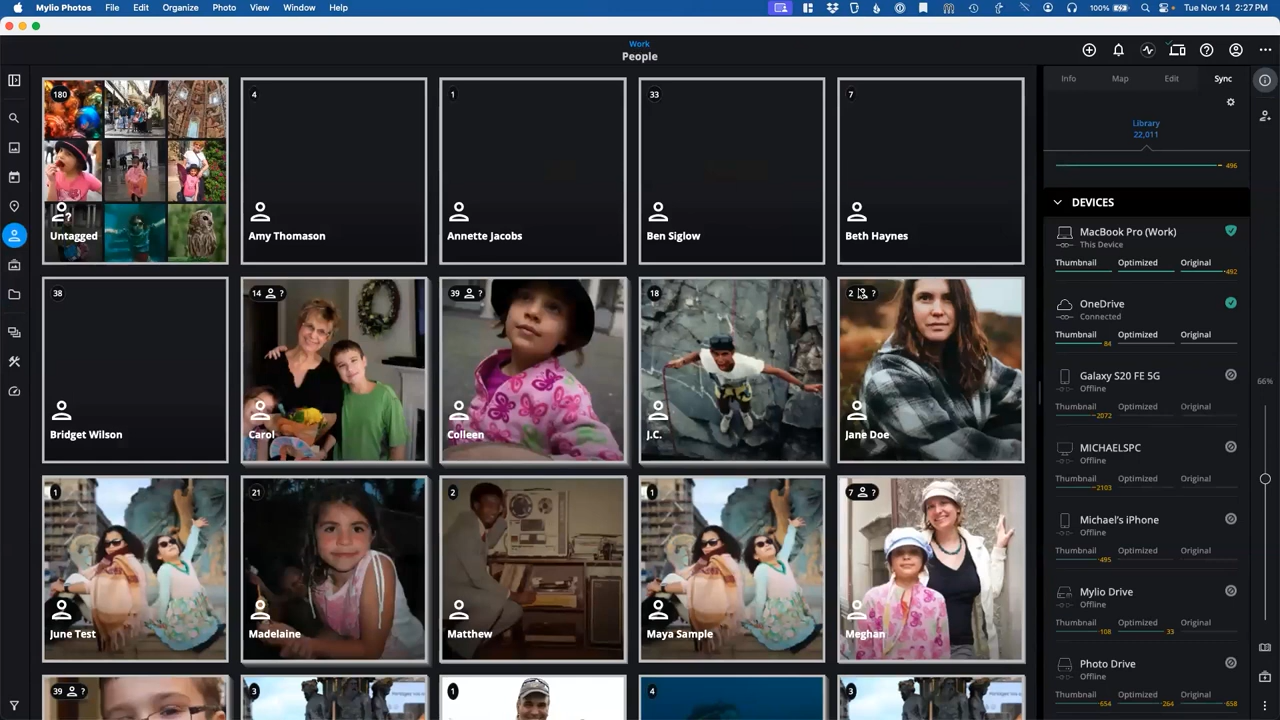 Mylio Photos File Edit Organize Photo View Window Help 100% Tue Nov 14 2:27 PM
Work
People
180
Untagged
4
Amy Thomason
1
Annette Jacobs
33
Ben Siglow
7
Beth Haynes
38
Bridget Wilson
14 ?
Carol
39 ?
Colleen
18
J.C.
2 ?
Jane Doe
1
June Test
21
Madelaine
2
Matthew
1
Maya Sample
7 ?
Meghan
39 ?
3
1
4
3
Info Map Edit Sync
Library
22,011
496
DEVICES
MacBook Pro (Work)
This Device
Thumbnail Optimized Original
492
OneDrive
Connected
Thumbnail Optimized Original
84
Galaxy S20 FE 5G
Offline
Thumbnail Optimized Original
2072
MICHAELSPC
Offline
Thumbnail Optimized Original
2103
Michael's iPhone
Offline
Thumbnail Optimized Original
495
Mylio Drive
Offline
Thumbnail Optimized Original
108 33
Photo Drive
Offline
Thumbnail Optimized Original
654 264 658
66%